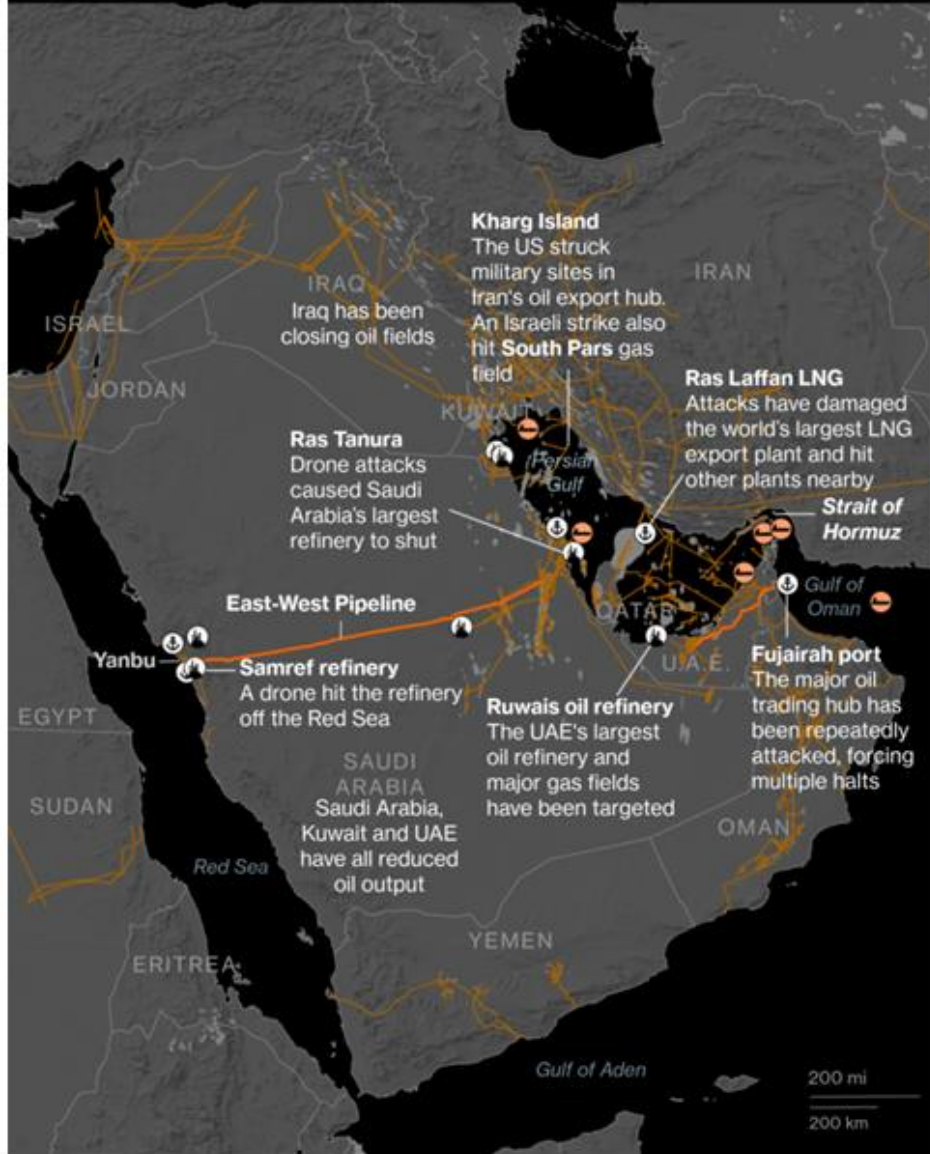 Kharg Island
The US struck
military sites in
Iran's oil export hub.
An Israeli strike also
hit South Pars gas
field
IRAN
IRAQ
Iraq has been
closing oil fields
ISRAEL
JORDAN
KUWAIT
Persian
Gulf
Ras Laffan LNG
Attacks have damaged
the world's largest LNG
export plant and hit
other plants nearby
Ras Tanura
Drone attacks
caused Saudi
Arabia's largest
refinery to shut
Strait of
Hormuz
Gulf of
Oman
East-West Pipeline
QATAR
U.A.E.
Yanbu
Samref refinery
A drone hit the refinery
off the Red Sea
Fujairah port
The major oil
trading hub has
been repeatedly
attacked, forcing
multiple halts
Ruwais oil refinery
The UAE's largest
oil refinery and
major gas fields
have been targeted
EGYPT
SUDAN
SAUDI
ARABIA
Saudi Arabia,
Kuwait and UAE
have all reduced
oil output
OMAN
Red Sea
YEMEN
ERITREA
Gulf of Aden
200 mi
200 km